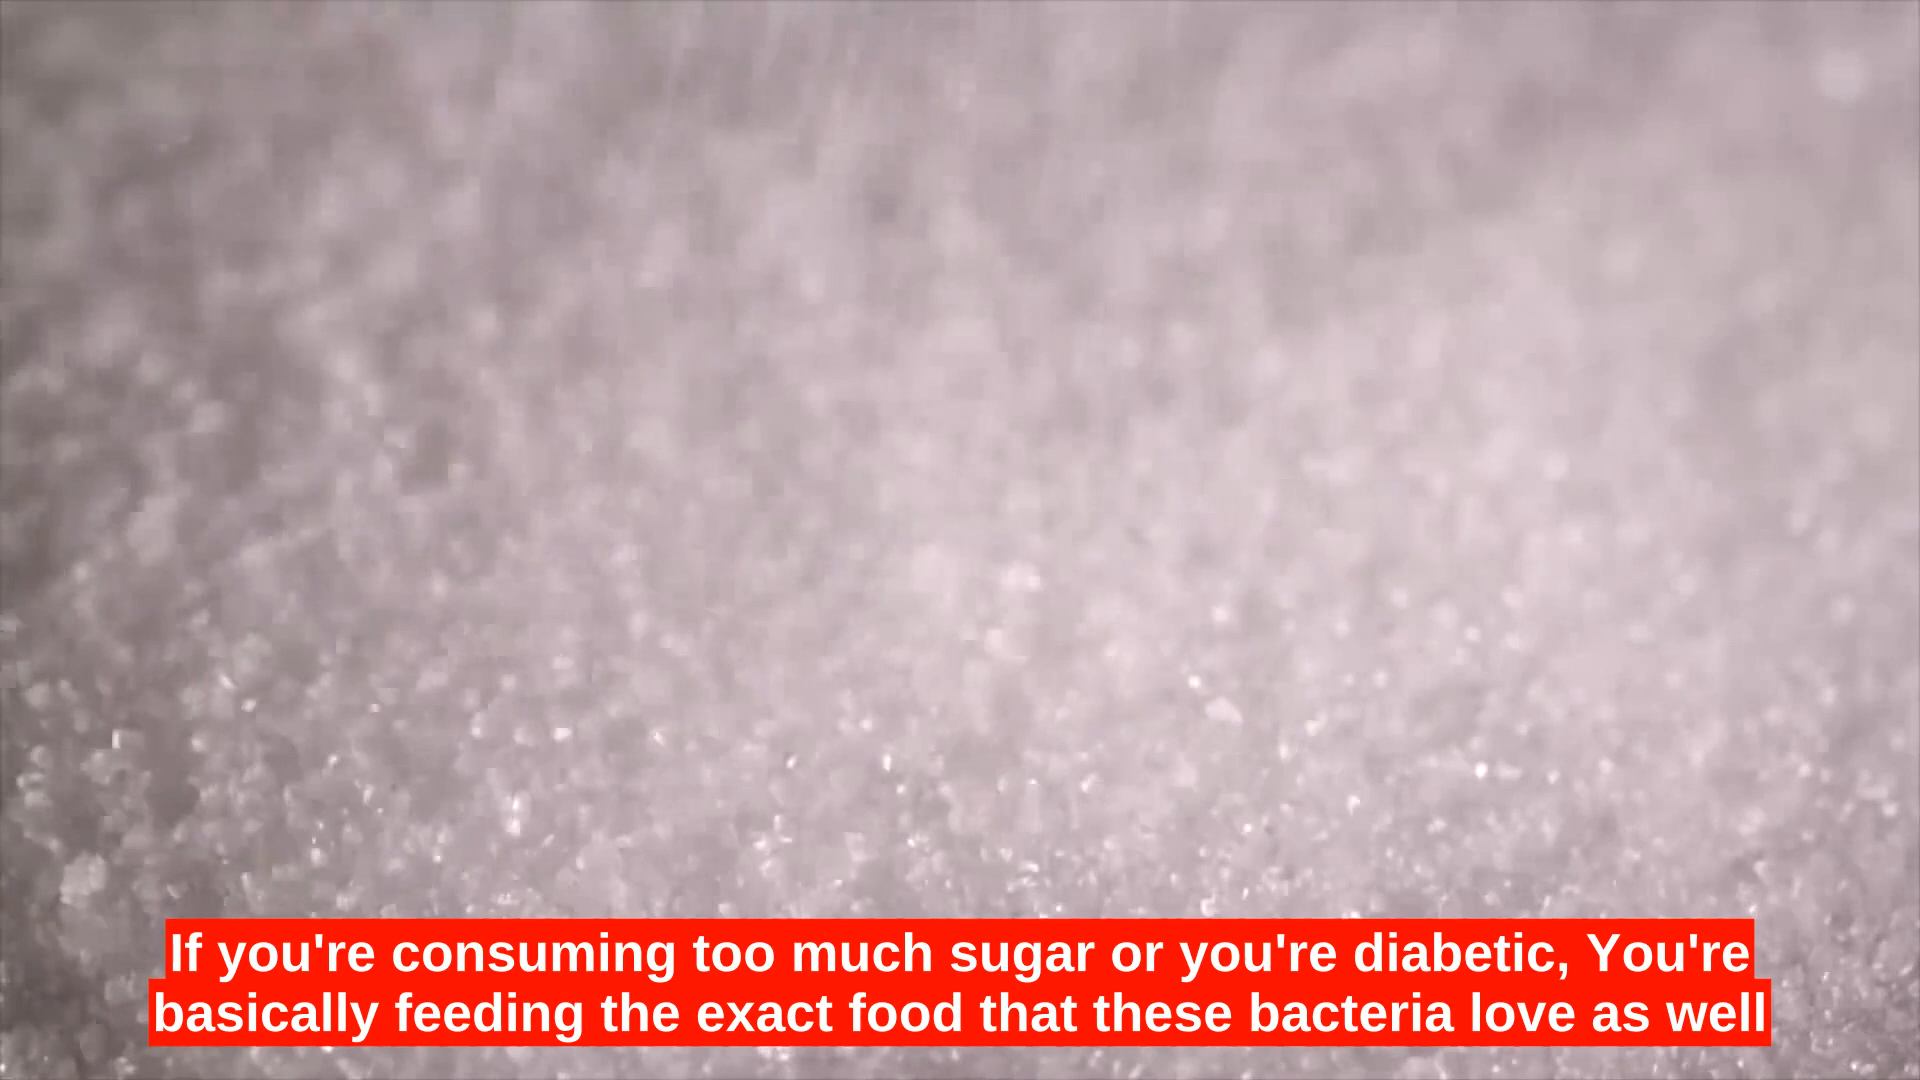 If you're consuming too much sugar or you're diabetic, You're
basically feeding the exact food that these bacteria love as well